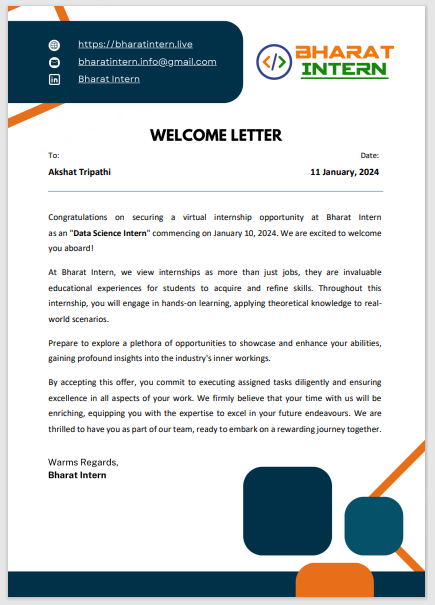 https://bharatintern.live
bharatintern.info@gmail.com
Bharat Intern
BHARAT
INTERN
WELCOME LETTER
To:
Date:
Akshat Tripathi
11 January, 2024
Congratulations on securing a virtual internship opportunity at Bharat Intern
as an "Data Science Intern" commencing on January 10, 2024. We are excited to welcome
you aboard!
At Bharat Intern, we view internships as more than just jobs, they are invaluable
educational experiences for students to acquire and refine skills. Throughout this
internship, you will engage in hands-on learning, applying theoretical knowledge to real-
world scenarios.
Prepare to explore a plethora of opportunities to showcase and enhance your abilities,
gaining profound insights into the industry's inner workings.
By accepting this offer, you commit to executing assigned tasks diligently and ensuring
excellence in all aspects of your work. We firmly believe that your time with us will be
enriching, equipping you with the expertise to excel in your future endeavours. We are
thrilled to have you as part of our team, ready to embark on a rewarding journey together.
Warms Regards,
Bharat Intern